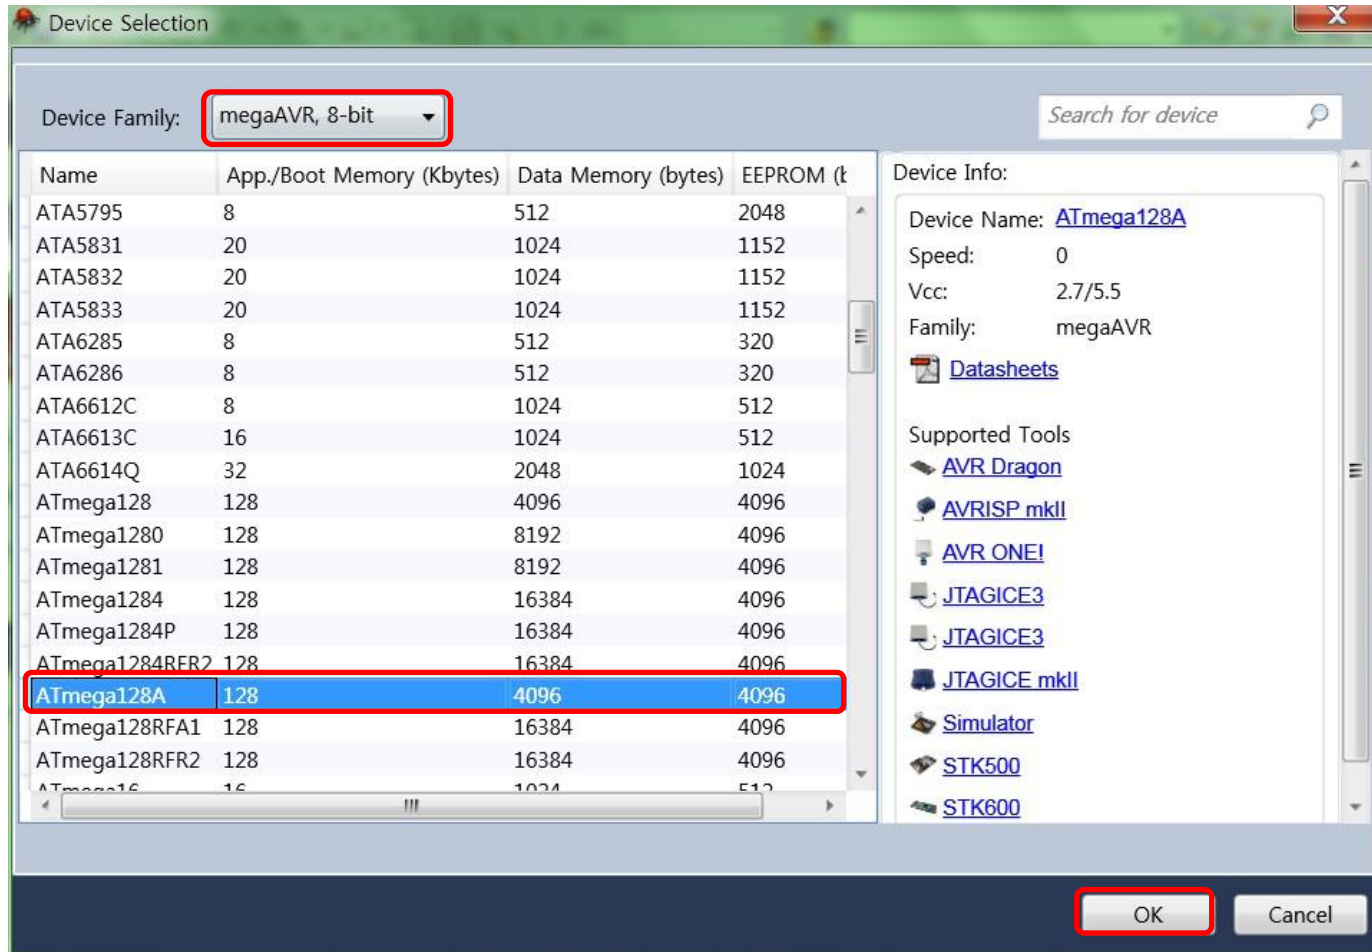 Device Selection
Device Family: megaAVR, 8-bit
Search for device
Name App./Boot Memory (Kbytes) Data Memory (bytes) EEPROM (b
ATA5795 8 512 2048
ATA5831 20 1024 1152
ATA5832 20 1024 1152
ATA5833 20 1024 1152
ATA6285 8 512 320
ATA6286 8 512 320
ATA6612C 8 1024 512
ATA6613C 16 1024 512
ATA6614Q 32 2048 1024
ATmega128 128 4096 4096
ATmega1280 128 8192 4096
ATmega1281 128 8192 4096
ATmega1284 128 16384 4096
ATmega1284P 128 16384 4096
ATmega1284RFR2 128 16384 4096
ATmega128A 128 4096 4096
ATmega128RFA1 128 16384 4096
ATmega128RFR2 128 16384 4096
ATmega16 16 1024 512
Device Info:
Device Name: ATmega128A
Speed: 0
Vcc: 2.7/5.5
Family: megaAVR
Datasheets
Supported Tools
AVR Dragon
AVRISP mkII
AVR ONE!
JTAGICE3
JTAGICE3
JTAGICE mkII
Simulator
STK500
STK600
OK
Cancel